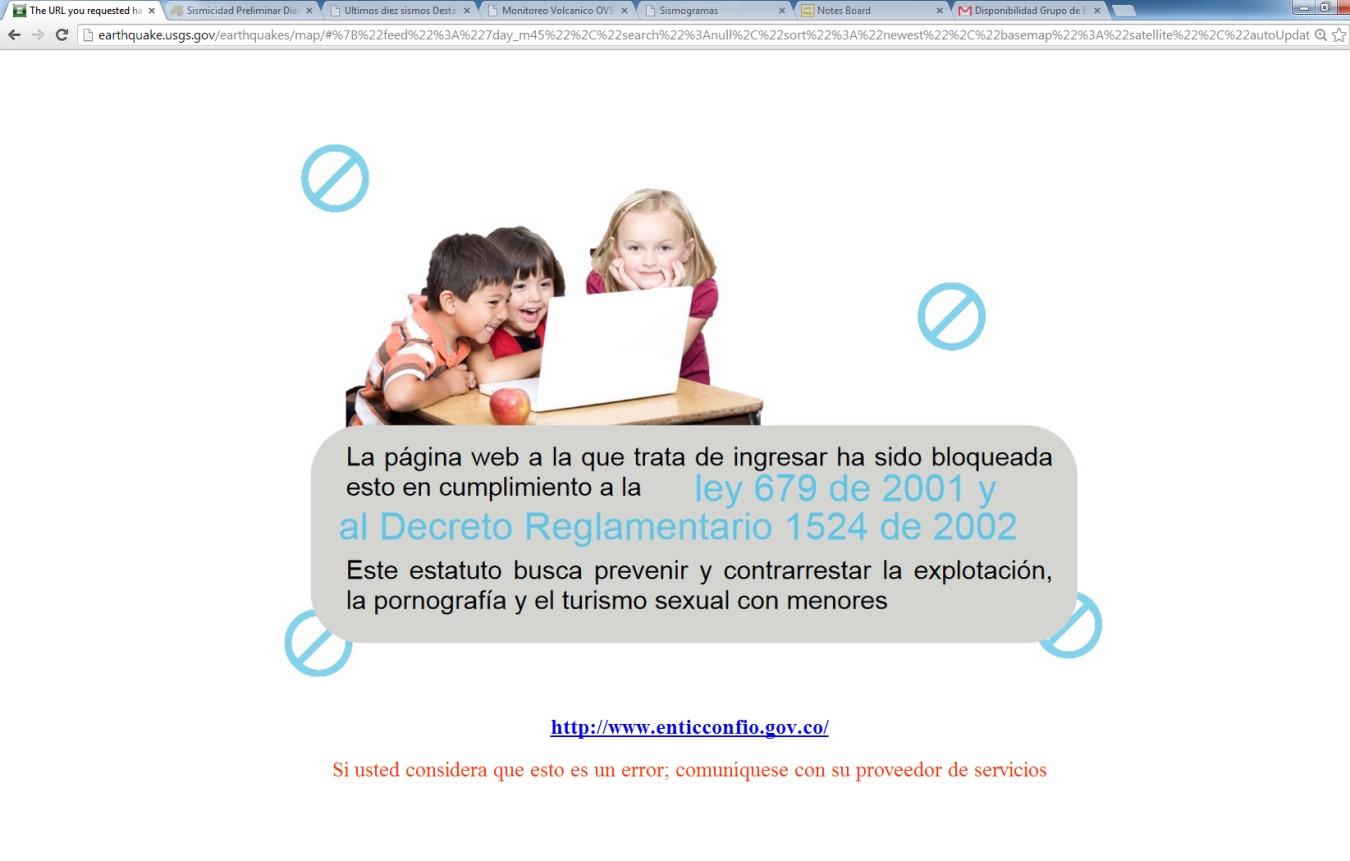 The URL you requested ha
Sismicidad Preliminar Dia
Ultimos diez sismos Desta
Monitoreo Volcanico OVS
Sismogramas
Notes Board
Disponibilidad Grupo de E
earthquake.usgs.gov/earthquakes/map/#%7B%22feed%22%3A%227day_m45%22%2C%22search%22%3Anull%2C%22sort%22%3A%22newest%22%2C%22basemap%22%3A%22satellite%22%2C%22autoUpdat
La página web a la que trata de ingresar ha sido bloqueada
esto en cumplimiento a la ley 679 de 2001 y
al Decreto Reglamentario 1524 de 2002
Este estatuto busca prevenir y contrarrestar la explotación,
la pornografía y el turismo sexual con menores
http://www.enticconfio.gov.co/
Si usted considera que esto es un error; comuníquese con su proveedor de servicios